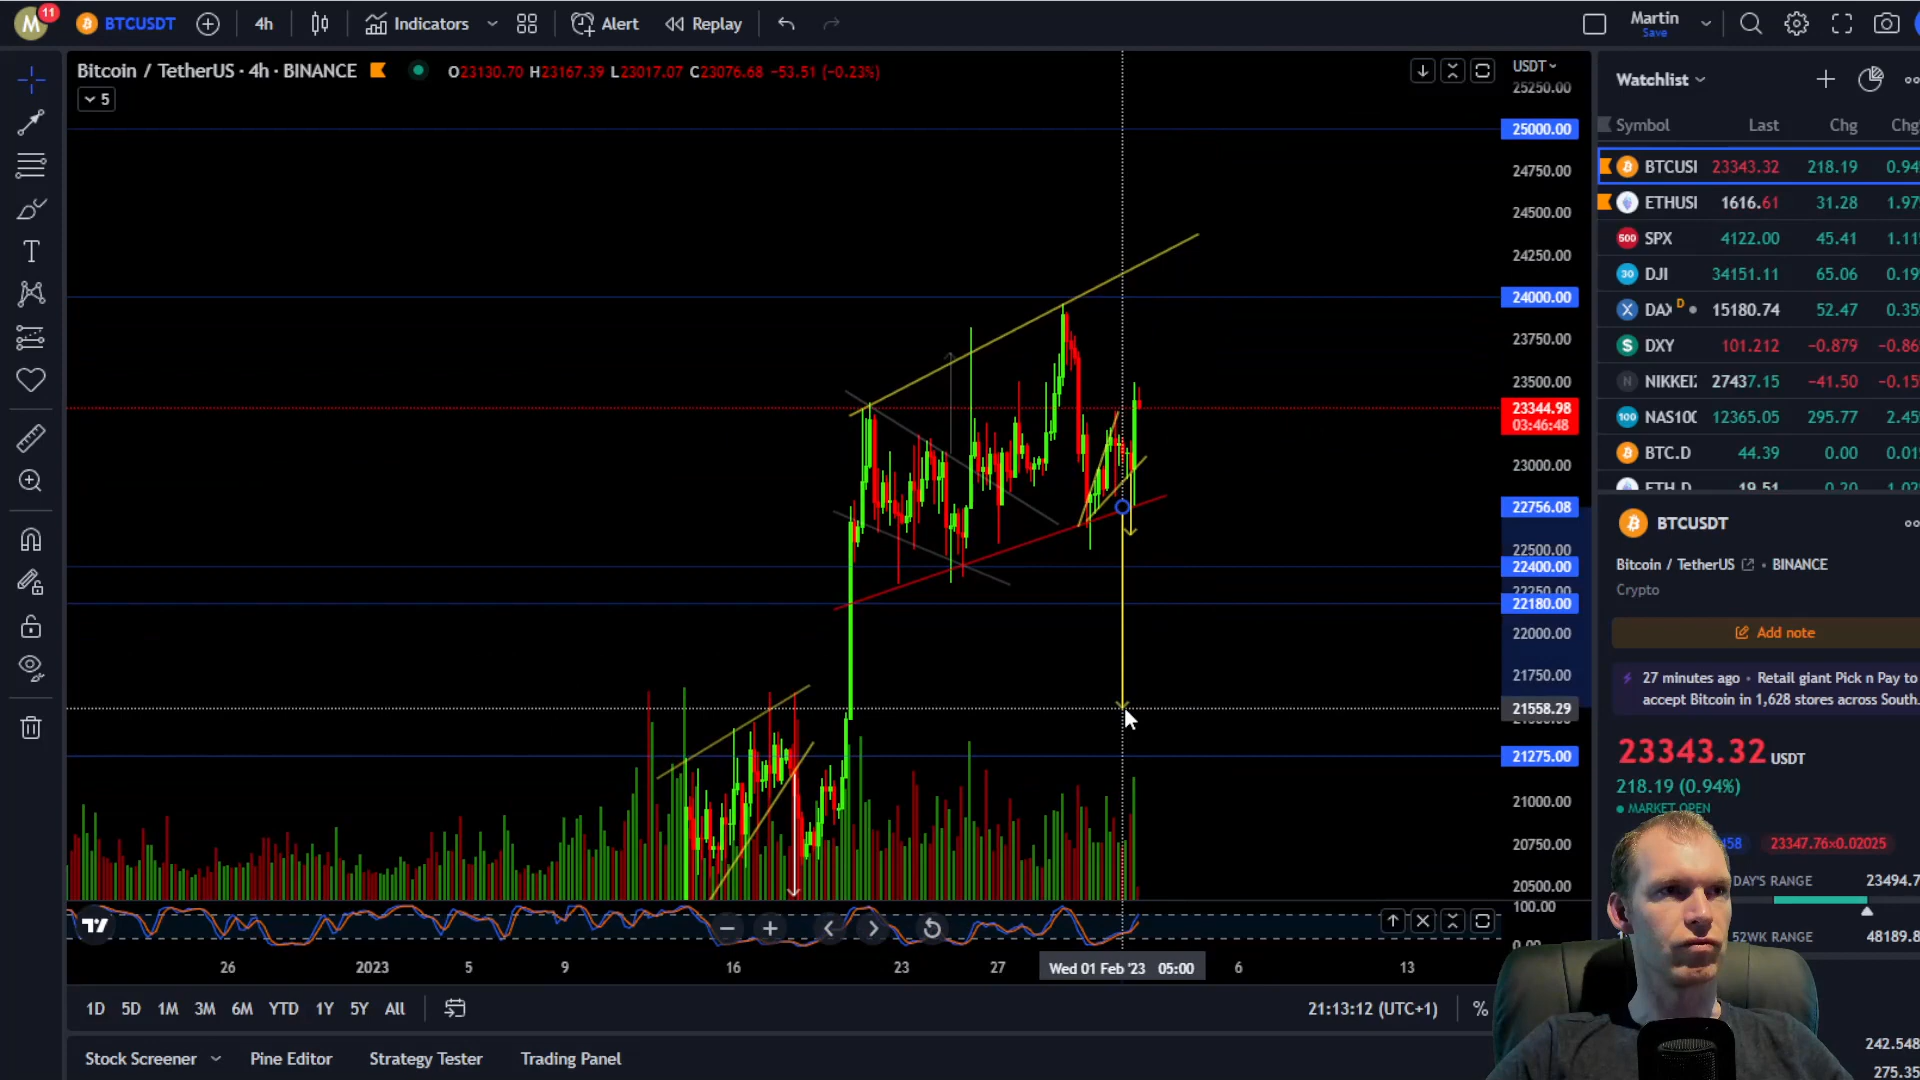 M
11
BTCUSDT
4h
Indicators
Alert
Replay
Martin
Save
Bitcoin / TetherUS · 4h · BINANCE
O23130.70 H23167.39 L23017.07 C23076.68 −53.51 (−0.23%)
5
USDT
25250.00
25000.00
24750.00
24500.00
24250.00
24000.00
23750.00
23500.00
23344.98
03:46:48
23000.00
22756.08
22500.00
22400.00
22250.00
22180.00
22000.00
21750.00
21558.29
21275.00
21000.00
20750.00
20500.00
100.00
0.00
26
2023
5
9
16
23
27
Wed 01 Feb '23 05:00
6
13
1D 5D 1M 3M 6M YTD 1Y 5Y All
21:13:12 (UTC+1)
%
Stock Screener
Pine Editor
Strategy Tester
Trading Panel
Watchlist
Symbol Last Chg Chg
BTCUSI 23343.32 218.19 0.94
ETHUSI 1616.61 31.28 1.97
500 SPX 4122.00 45.41 1.11
30 DJI 34151.11 65.06 0.19
X DAX D 15180.74 52.47 0.35
S DXY 101.212 −0.879 −0.86
N NIKKEI2 27437.15 −41.50 −0.15
100 NAS100 12365.05 295.77 2.45
BTC.D 44.39 0.00 0.01
ETH.D 19.51 0.20 1.02
BTCUSDT
Bitcoin / TetherUS · BINANCE
Crypto
Add note
27 minutes ago · Retail giant Pick n Pay to
accept Bitcoin in 1,628 stores across South.
23343.32 USDT
218.19 (0.94%)
MARKET OPEN
458
23347.76×0.02025
DAY'S RANGE 23494.7
52WK RANGE 48189.8
242.548
275.35